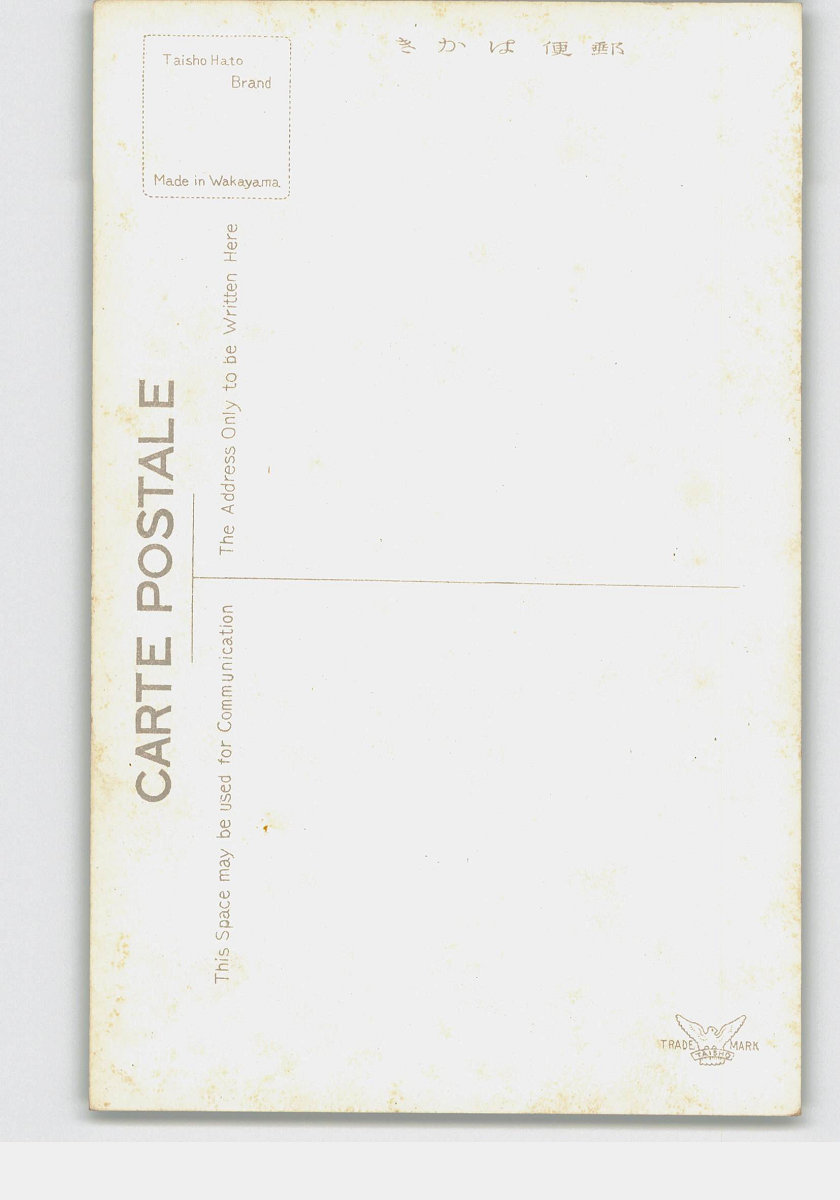 きかは便郵
Taisho Hato
Brand
Made in Wakayama
CARTE POSTALE
The Address Only to be Written Here
This Space may be used for Communication
TRADE MARK
TAISHO